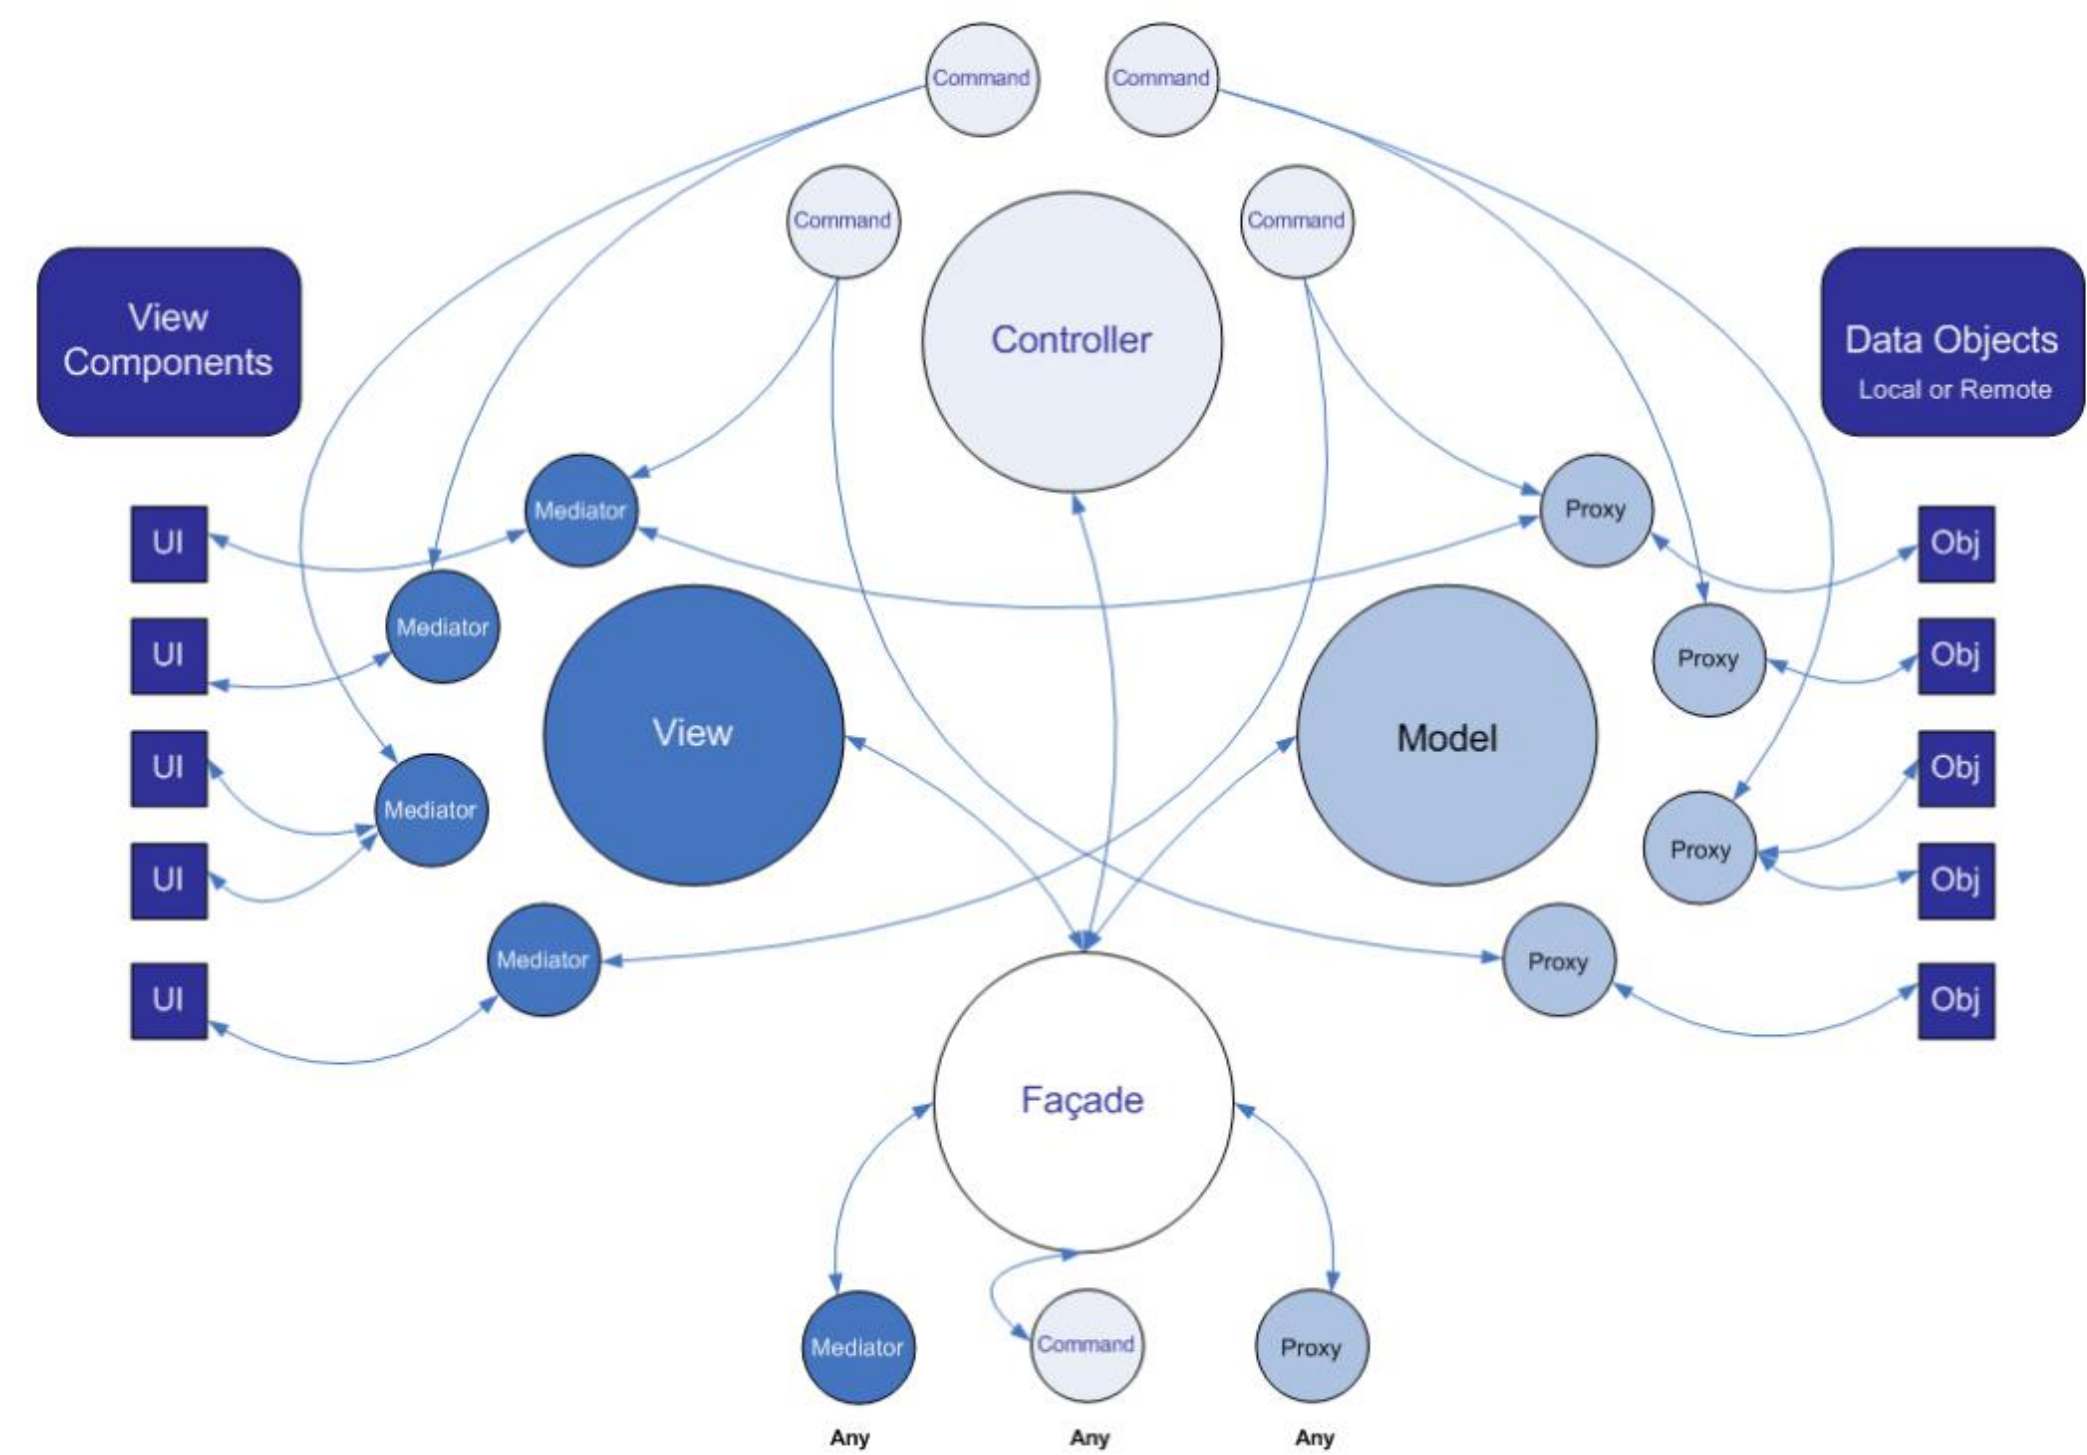 Command
Command
Command
Command
View
Components
Controller
Data Objects
Local or Remote
Mediator
Proxy
UI
Obj
Mediator
UI
Proxy
Obj
View
Model
UI
Obj
Mediator
Proxy
UI
Obj
Mediator
Proxy
UI
Obj
Façade
Mediator
Command
Proxy
Any
Any
Any